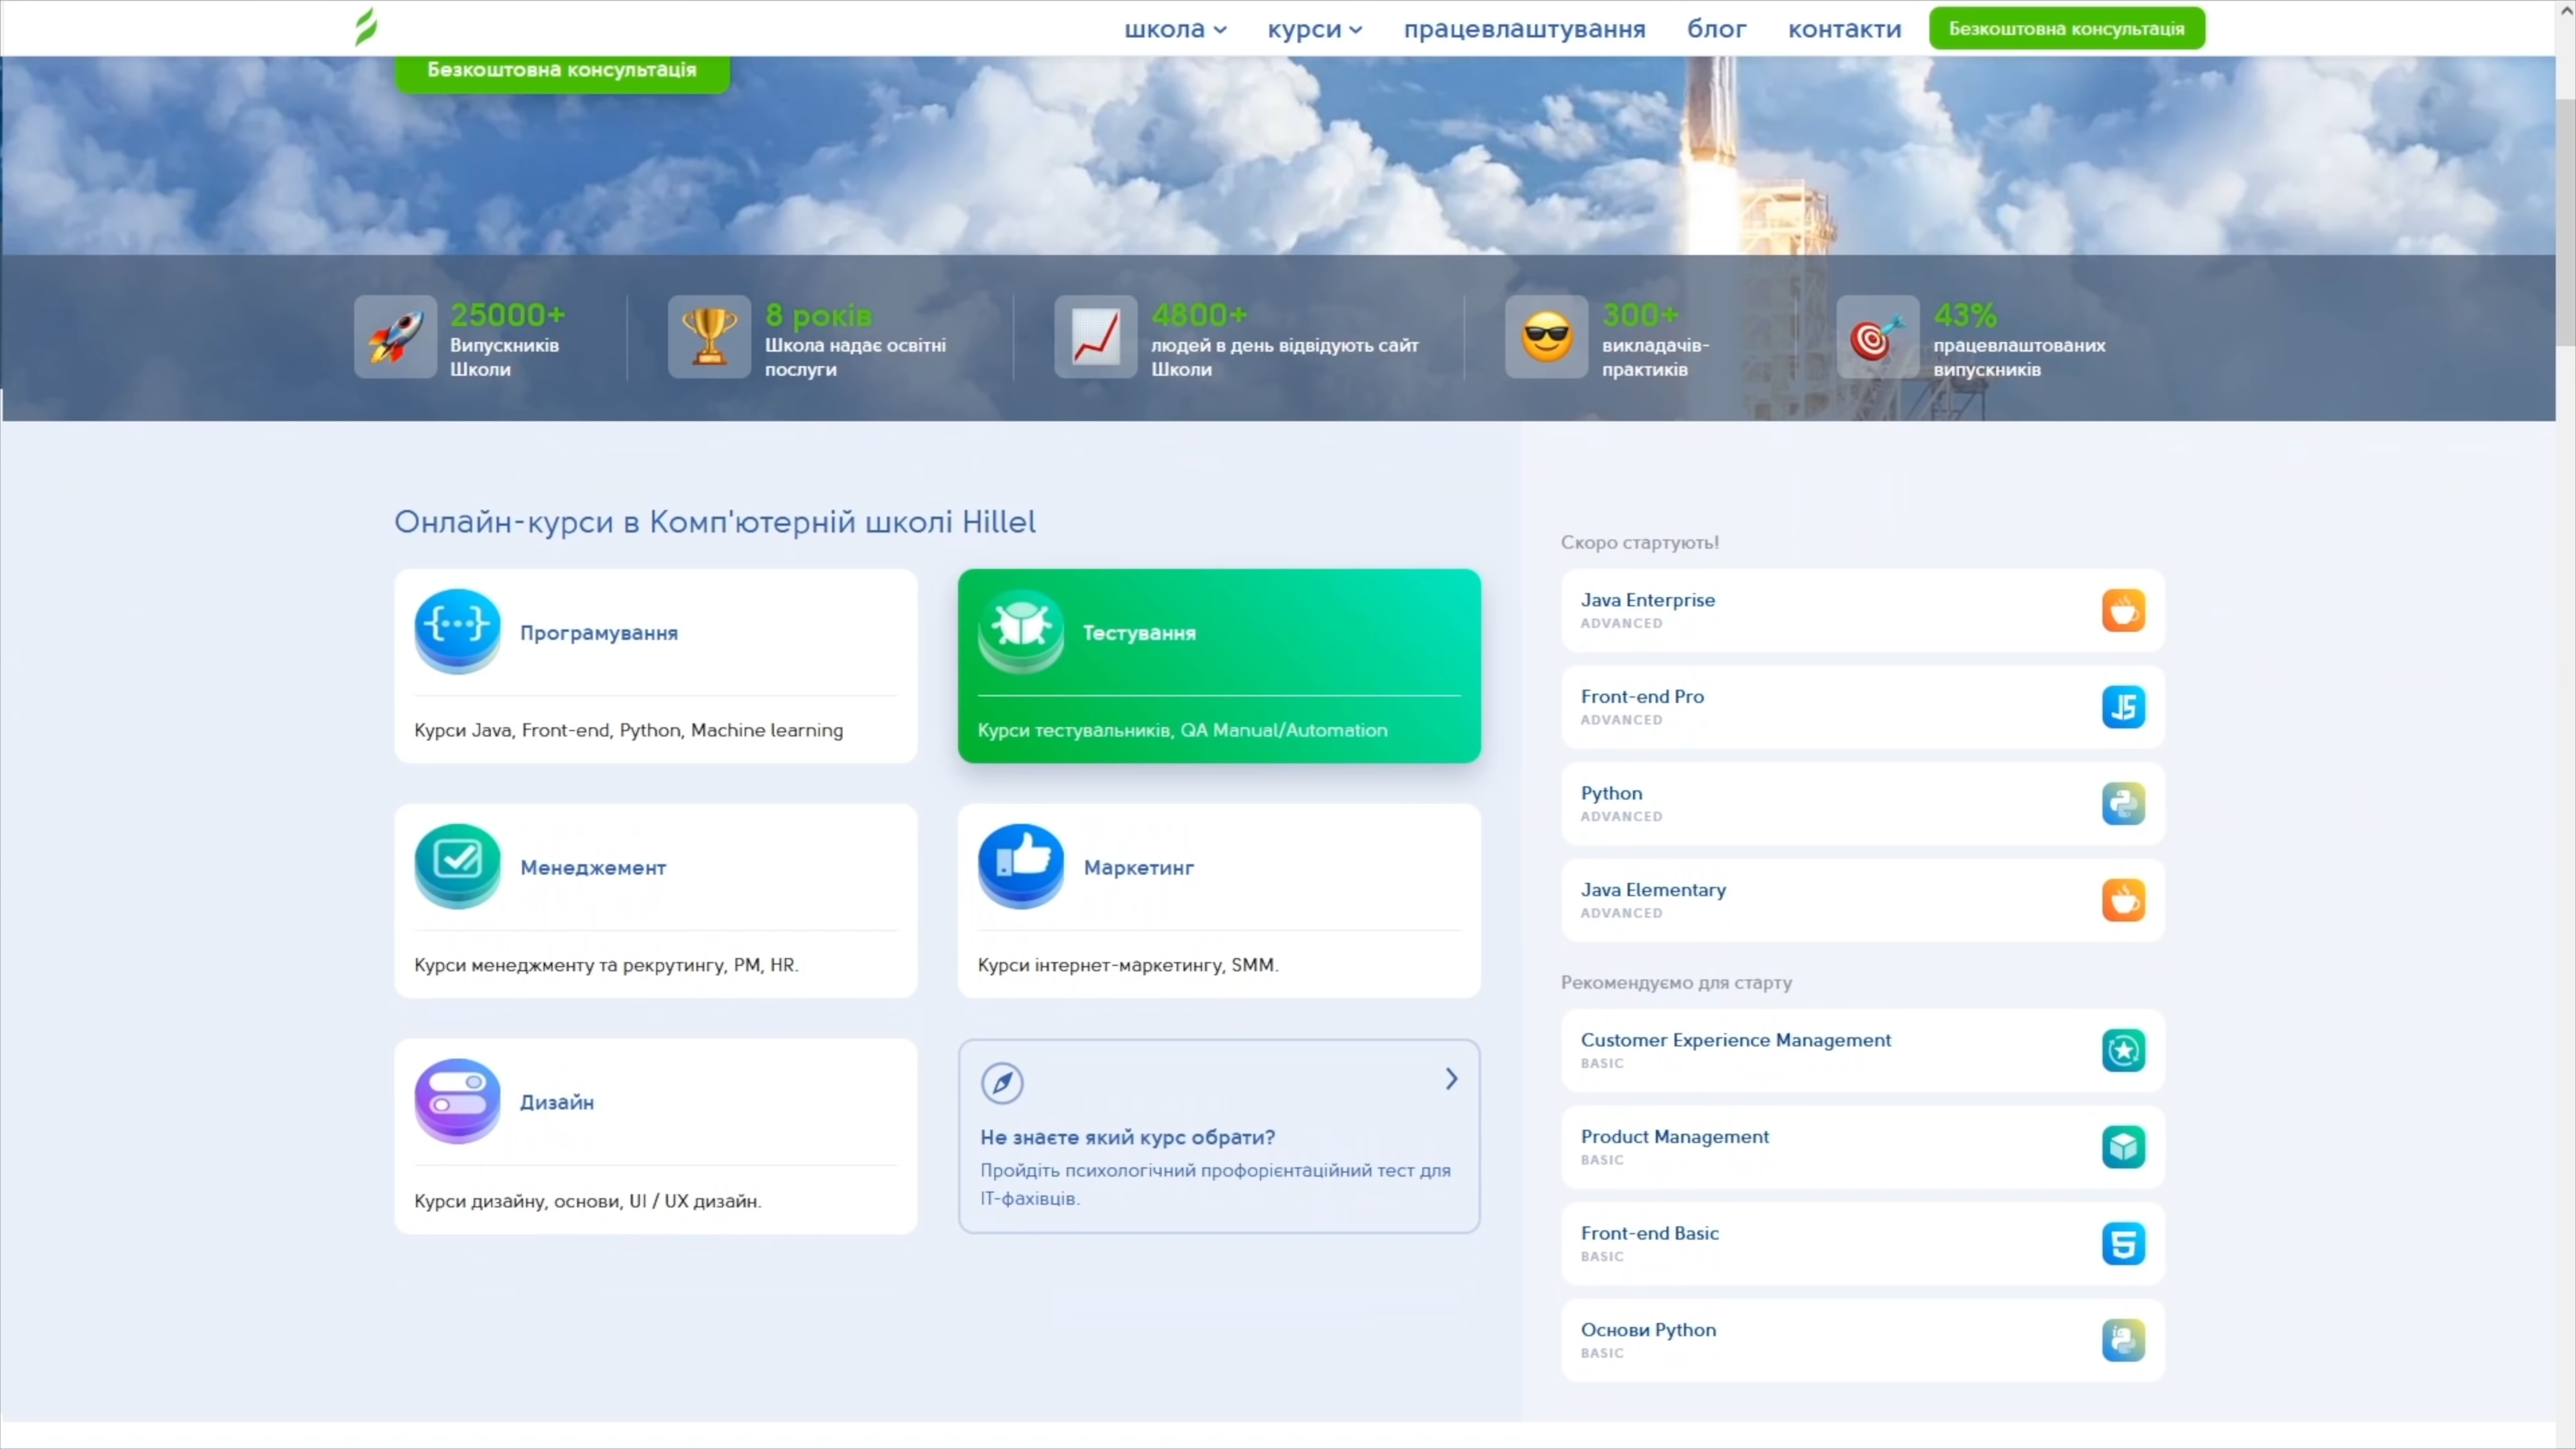 школа
курси
працевлаштування
блог
контакти
Безкоштовна консультація
Безкоштовна консультація
25000+
Випускників
Школи
8 років
Школа надає освітні
послуги
4800+
людей в день відвідують сайт
Школи
300+
викладачів-
практиків
43%
працевлаштованих
випускників
Онлайн-курси в Комп'ютерній школі Hillel
Програмування
Курси Java, Front-end, Python, Machine learning
Тестування
Курси тестувальників, QA Manual/Automation
Менеджемент
Курси менеджменту та рекрутингу, PM, HR.
Маркетинг
Курси інтернет-маркетингу, SMM.
Дизайн
Курси дизайну, основи, UI / UX дизайн.
Не знаєте який курс обрати?
Пройдіть психологічний профорієнтаційний тест для
ІТ-фахівців.
Скоро стартують!
Java Enterprise
ADVANCED
Front-end Pro
ADVANCED
JS
Python
ADVANCED
Java Elementary
ADVANCED
Рекомендуємо для старту
Customer Experience Management
BASIC
Product Management
BASIC
Front-end Basic
BASIC
5
Основи Python
BASIC